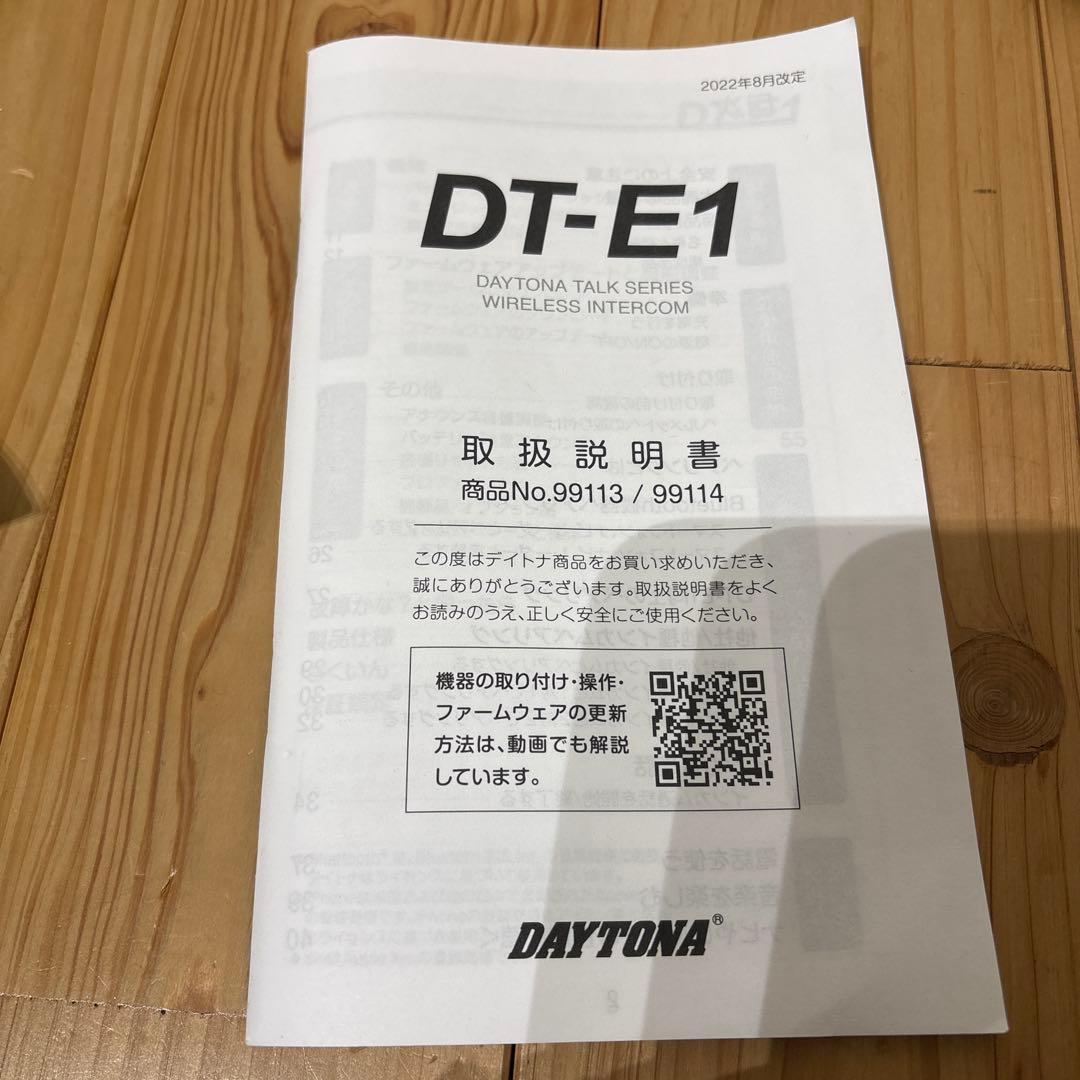 2022年8月改定
DT-E1
DAYTONA TALK SERIES
WIRELESS INTERCOM
取扱説明書
商品No.99113 / 99114
この度はデイトナ商品をお買い求めいただき、
誠にありがとうございます。取扱説明書をよく
お読みのうえ、正しく安全にご使用ください。
機器の取り付け・操作・
ファームウェアの更新
方法は、動画でも解説
しています。
DAYTONA®